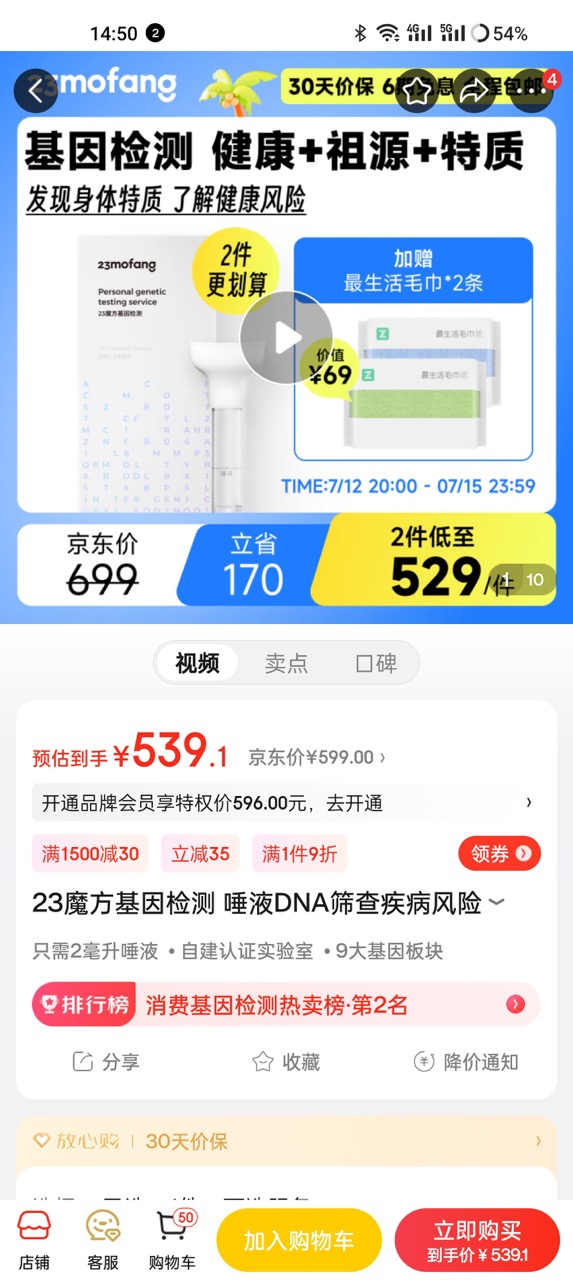 14:50 2 4G 5G 54%
23mofang
30天价保 6期免息 全程包邮
4
基因检测 健康+祖源+特质
发现身体特质 了解健康风险
23mofang
Personal genetic
testing service
23魔方基因检测
2件
更划算
加赠
最生活毛巾*2条
最生活毛巾
最生活毛巾
价值
¥69
TIME:7/12 20:00 - 07/15 23:59
京东价
699
立省
170
2件低至
529/件
1 10
视频 卖点 口碑
预估到手 ¥539.1 京东价¥599.00
开通品牌会员享特权价596.00元，去开通
满1500减30 立减35 满1件9折 领券
23魔方基因检测 唾液DNA筛查疾病风险
只需2毫升唾液 •自建认证实验室 •9大基因板块
排行榜 消费基因检测热卖榜·第2名
分享 收藏 降价通知
放心购 30天价保
店铺 客服 购物车 50
加入购物车
立即购买
到手价 ¥ 539.1